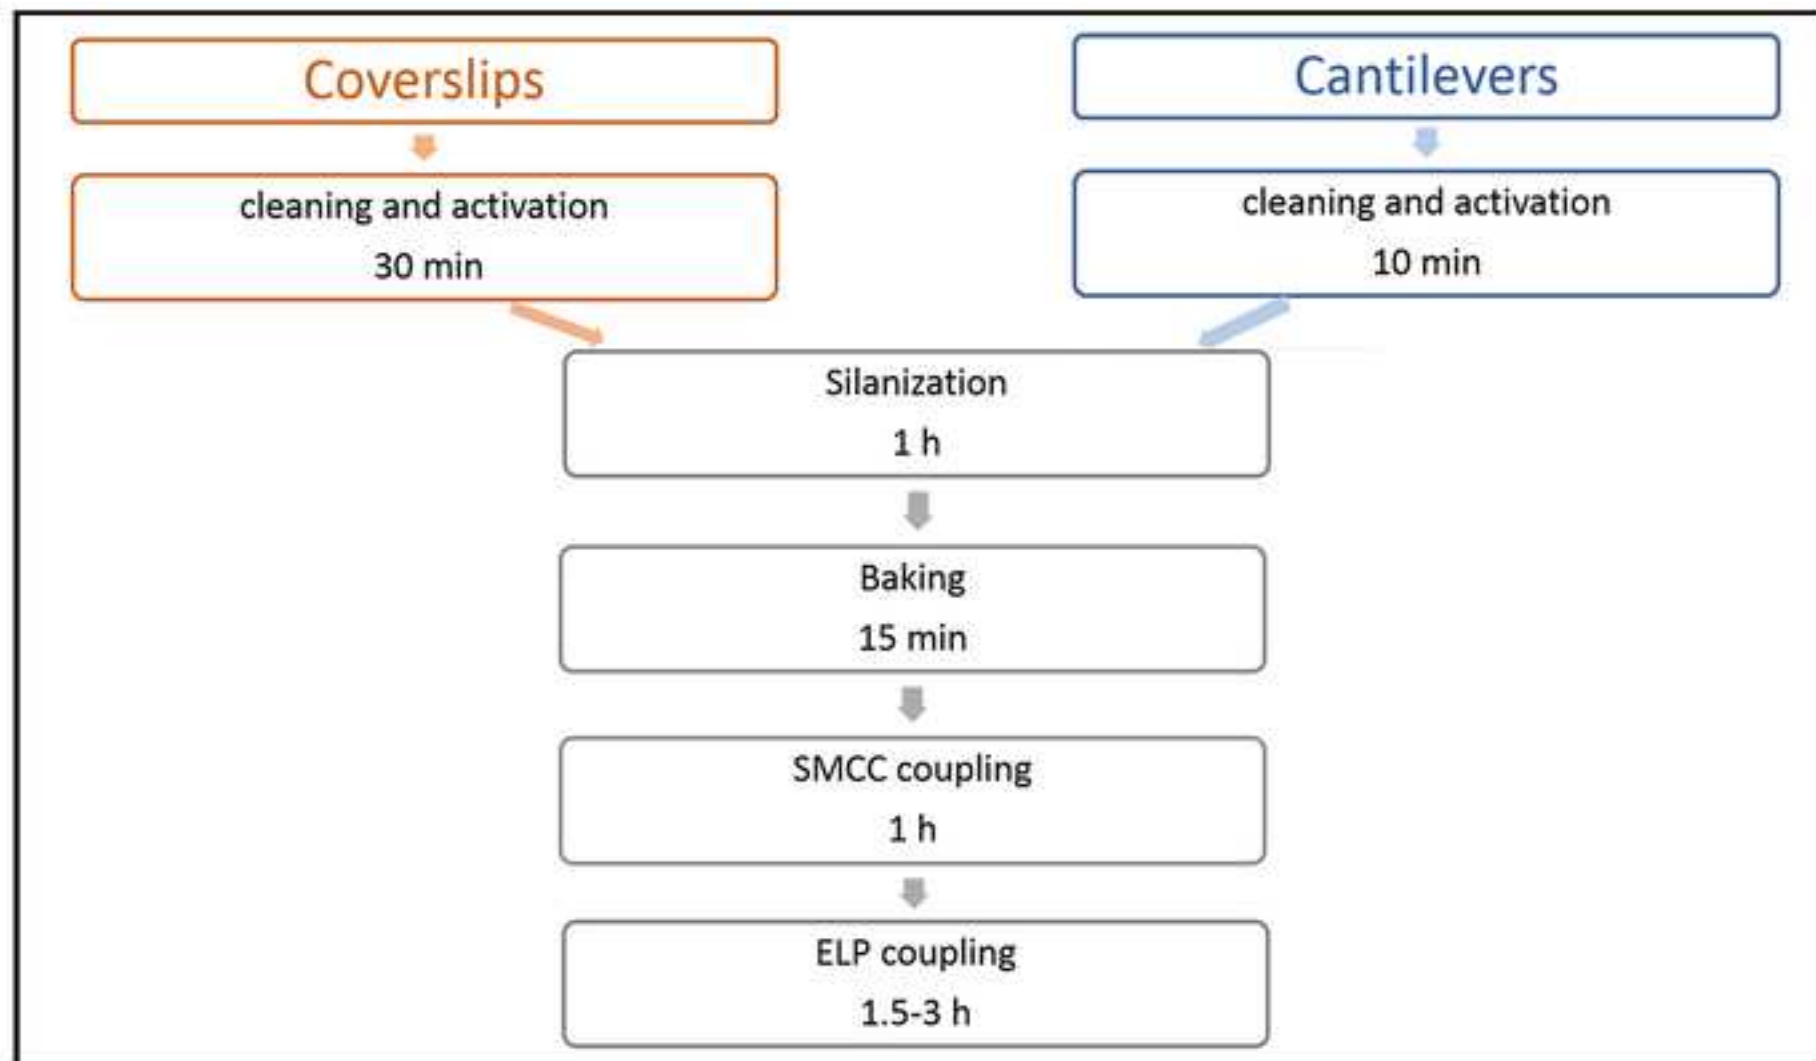 Coverslips
Cantilevers
cleaning and activation
30 min
cleaning and activation
10 min
Silanization
1 h
Baking
15 min
SMCC coupling
1 h
ELP coupling
1.5-3 h